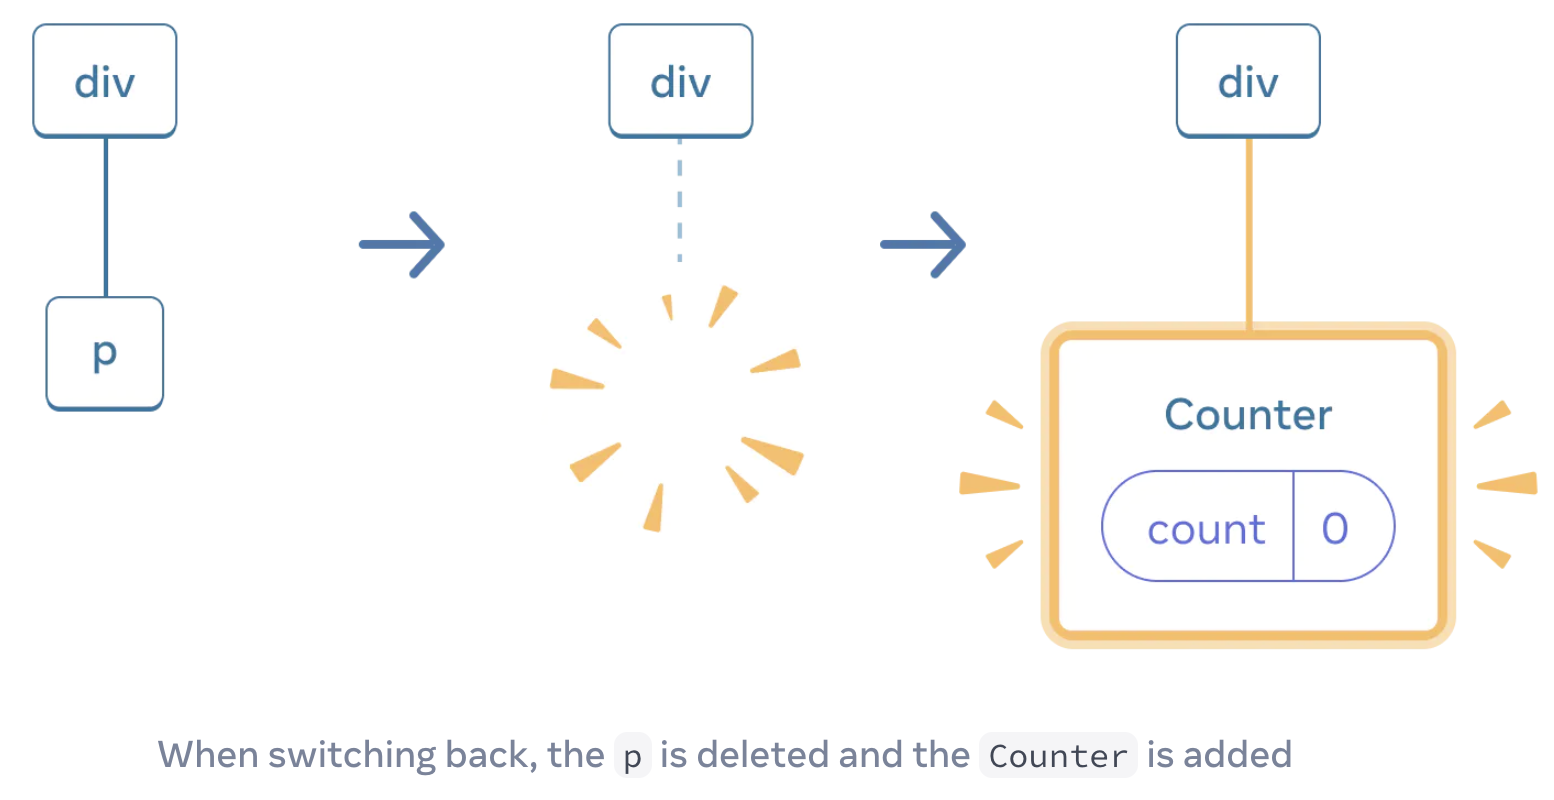 div
div
div
p
Counter
count 0
When switching back, the p is deleted and the Counter is added